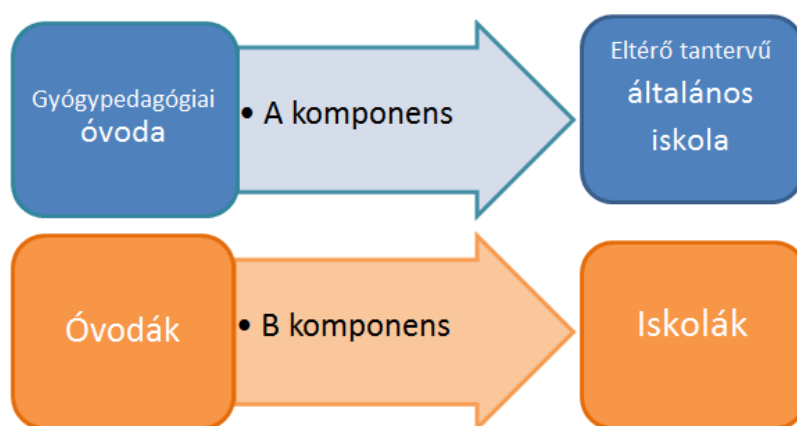 Gyógypedagógiai
óvoda
• A komponens
Eltérő tantervű
általános
iskola
Óvodák
• B komponens
Iskolák